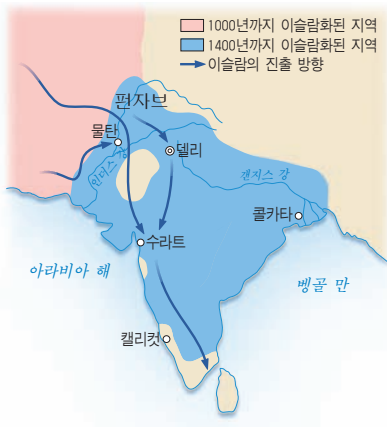 1000년까지 이슬람화된 지역
1400년까지 이슬람화된 지역
이슬람의 진출 방향
펀자브
물탄
델리
인더스 강
갠지스 강
콜카타
수라트
아라비아 해
벵골 만
캘리컷